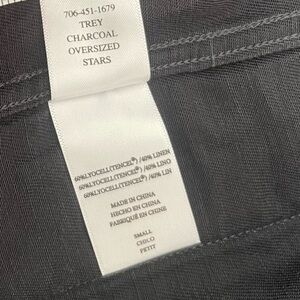 706-451-1679
TREY
CHARCOAL
OVERSIZED
STARS
60%LYOCELL(TENCEL®) /40% LINEN
60%LYOCELL(TENCEL®) /40% LINO
60%LYOCELL(TENCEL®) /40% LIN
MADE IN CHINA
HECHO EN CHINA
FABRIQUÉ EN CHINE
SMALL
CHICO
PETIT